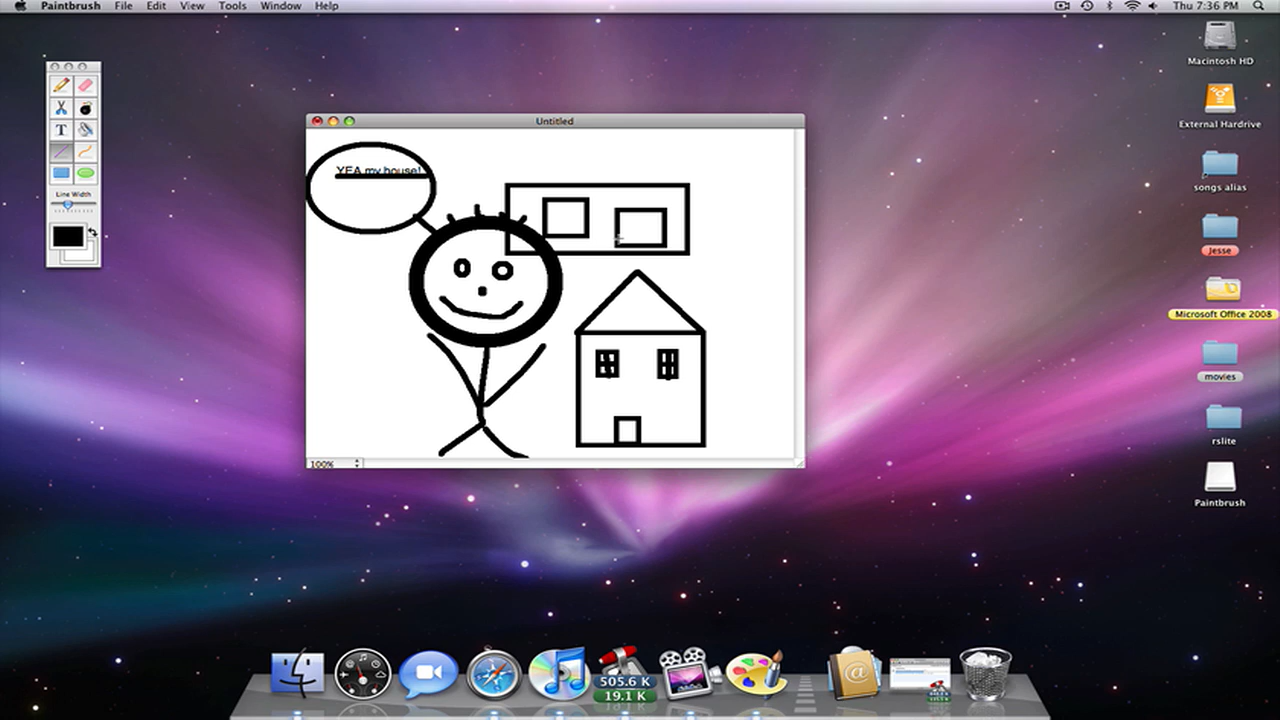 Paintbrush File Edit View Tools Window Help Thu 7:36 PM
Macintosh HD
External Hardrive
songs alias
Jesse
Microsoft Office 2008
movies
rslite
Paintbrush
T
Line Width
Untitled
YEA my house!
100%
505.6 K
19.1 K